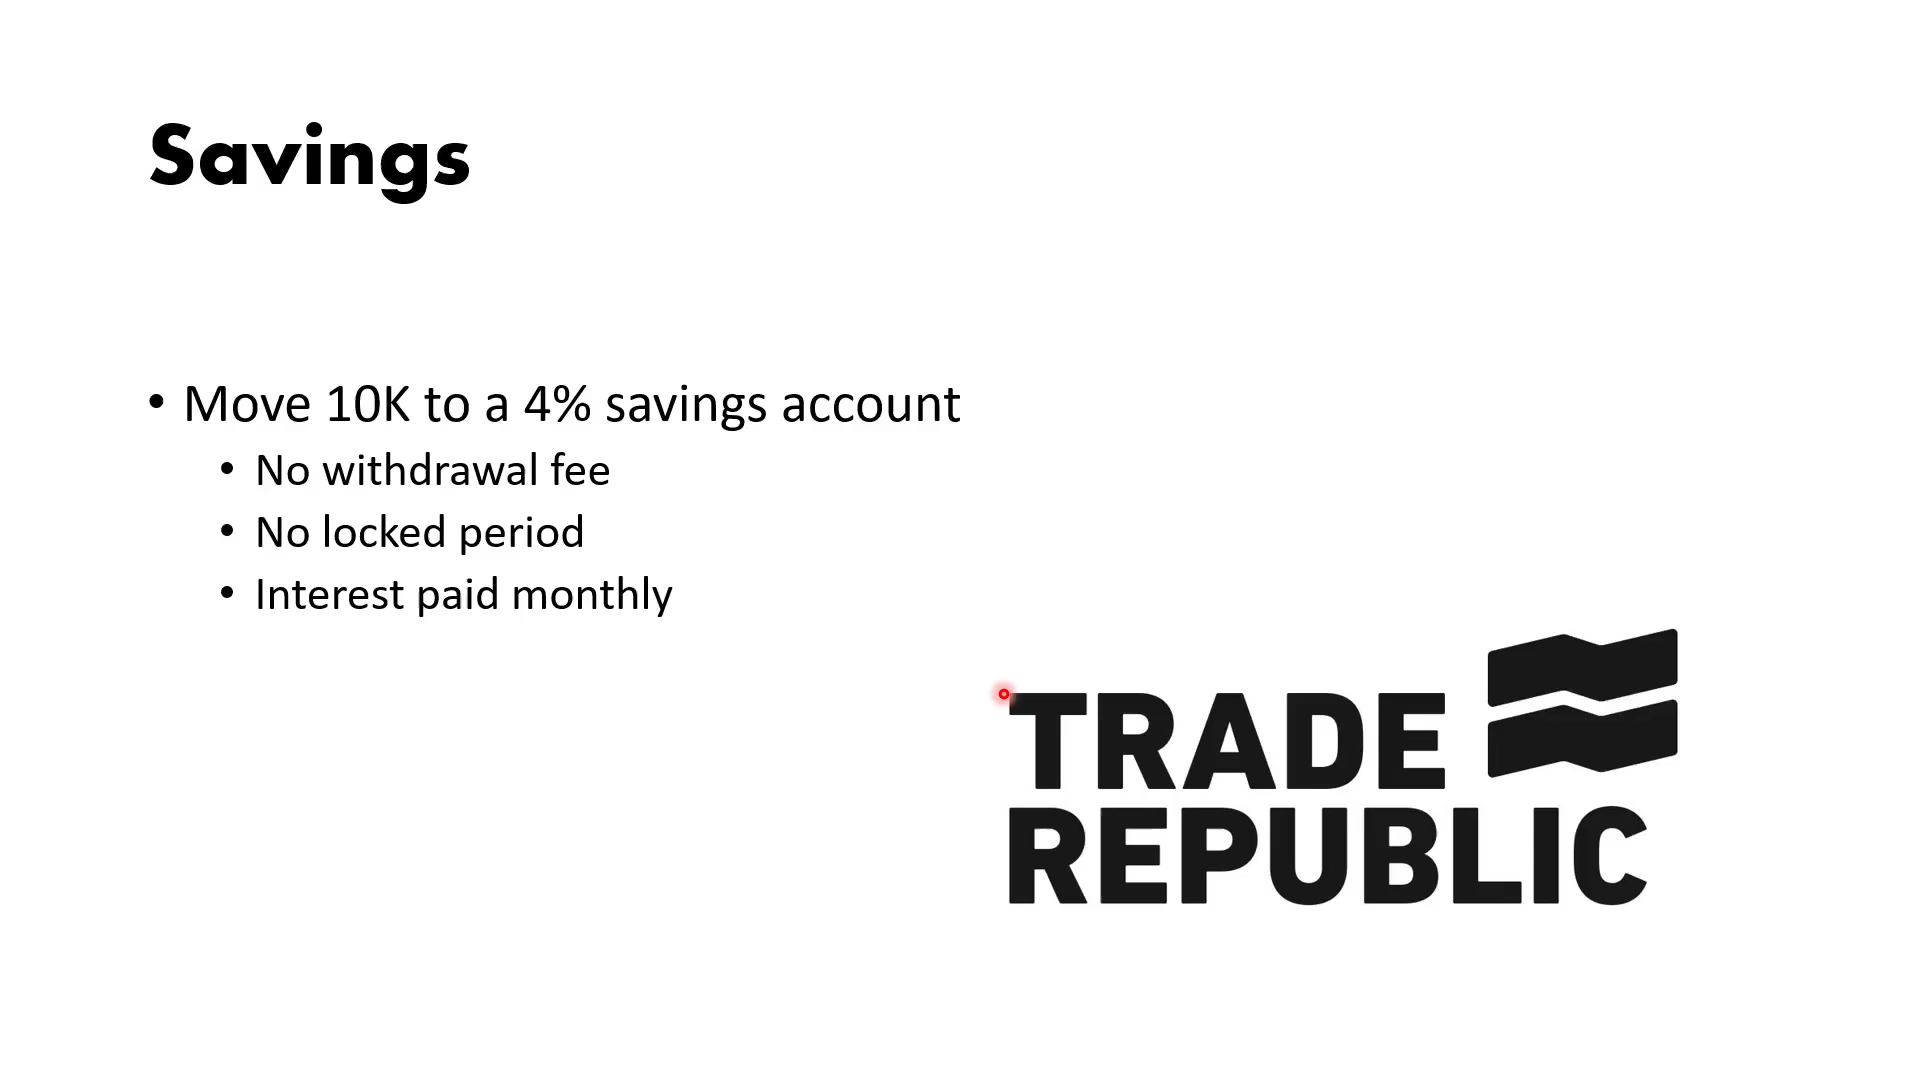 Savings
• Move 10K to a 4% savings account
• No withdrawal fee
• No locked period
• Interest paid monthly
TRADE
REPUBLIC